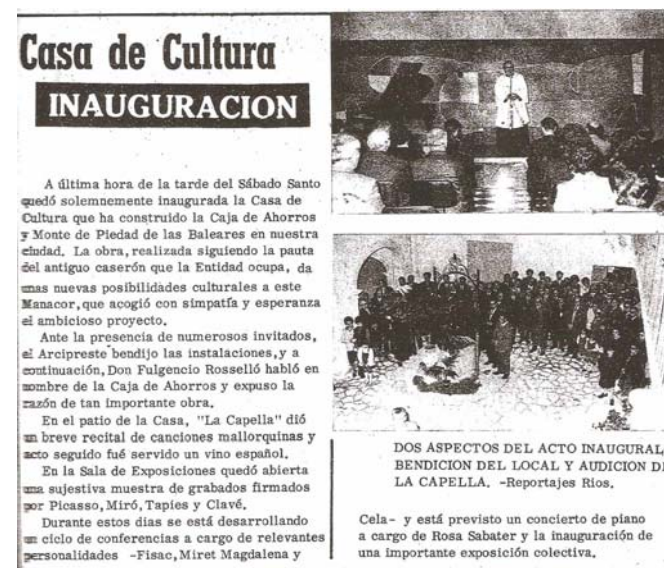 Casa de Cultura
INAUGURACION
A última hora de la tarde del Sábado Santo
quedó solemnemente inaugurada la Casa de
Cultura que ha construido la Caja de Ahorros
y Monte de Piedad de las Baleares en nuestra
ciudad. La obra, realizada siguiendo la pauta
del antiguo caserón que la Entidad ocupa, da
unas nuevas posibilidades culturales a este
Manacor, que acogió con simpatía y esperanza
el ambicioso proyecto.
Ante la presencia de numerosos invitados,
el Arcipreste bendijo las instalaciones, y a
continuación, Don Fulgencio Rosselló habló en
nombre de la Caja de Ahorros y expuso la
razón de tan importante obra.
En el patio de la Casa, "La Capella" dió
un breve recital de canciones mallorquinas y
acto seguido fué servido un vino español.
En la Sala de Exposiciones quedó abierta
una sujestiva muestra de grabados firmados
por Picasso, Miró, Tapies y Clavé.
Durante estos dias se está desarrollando
un ciclo de conferencias a cargo de relevantes
personalidades -Fisac, Miret Magdalena y
DOS ASPECTOS DEL ACTO INAUGURAL,
BENDICION DEL LOCAL Y AUDICION DE
LA CAPELLA. -Reportajes Rios.
Cela- y está previsto un concierto de piano
a cargo de Rosa Sabater y la inauguración de
una importante exposición colectiva.